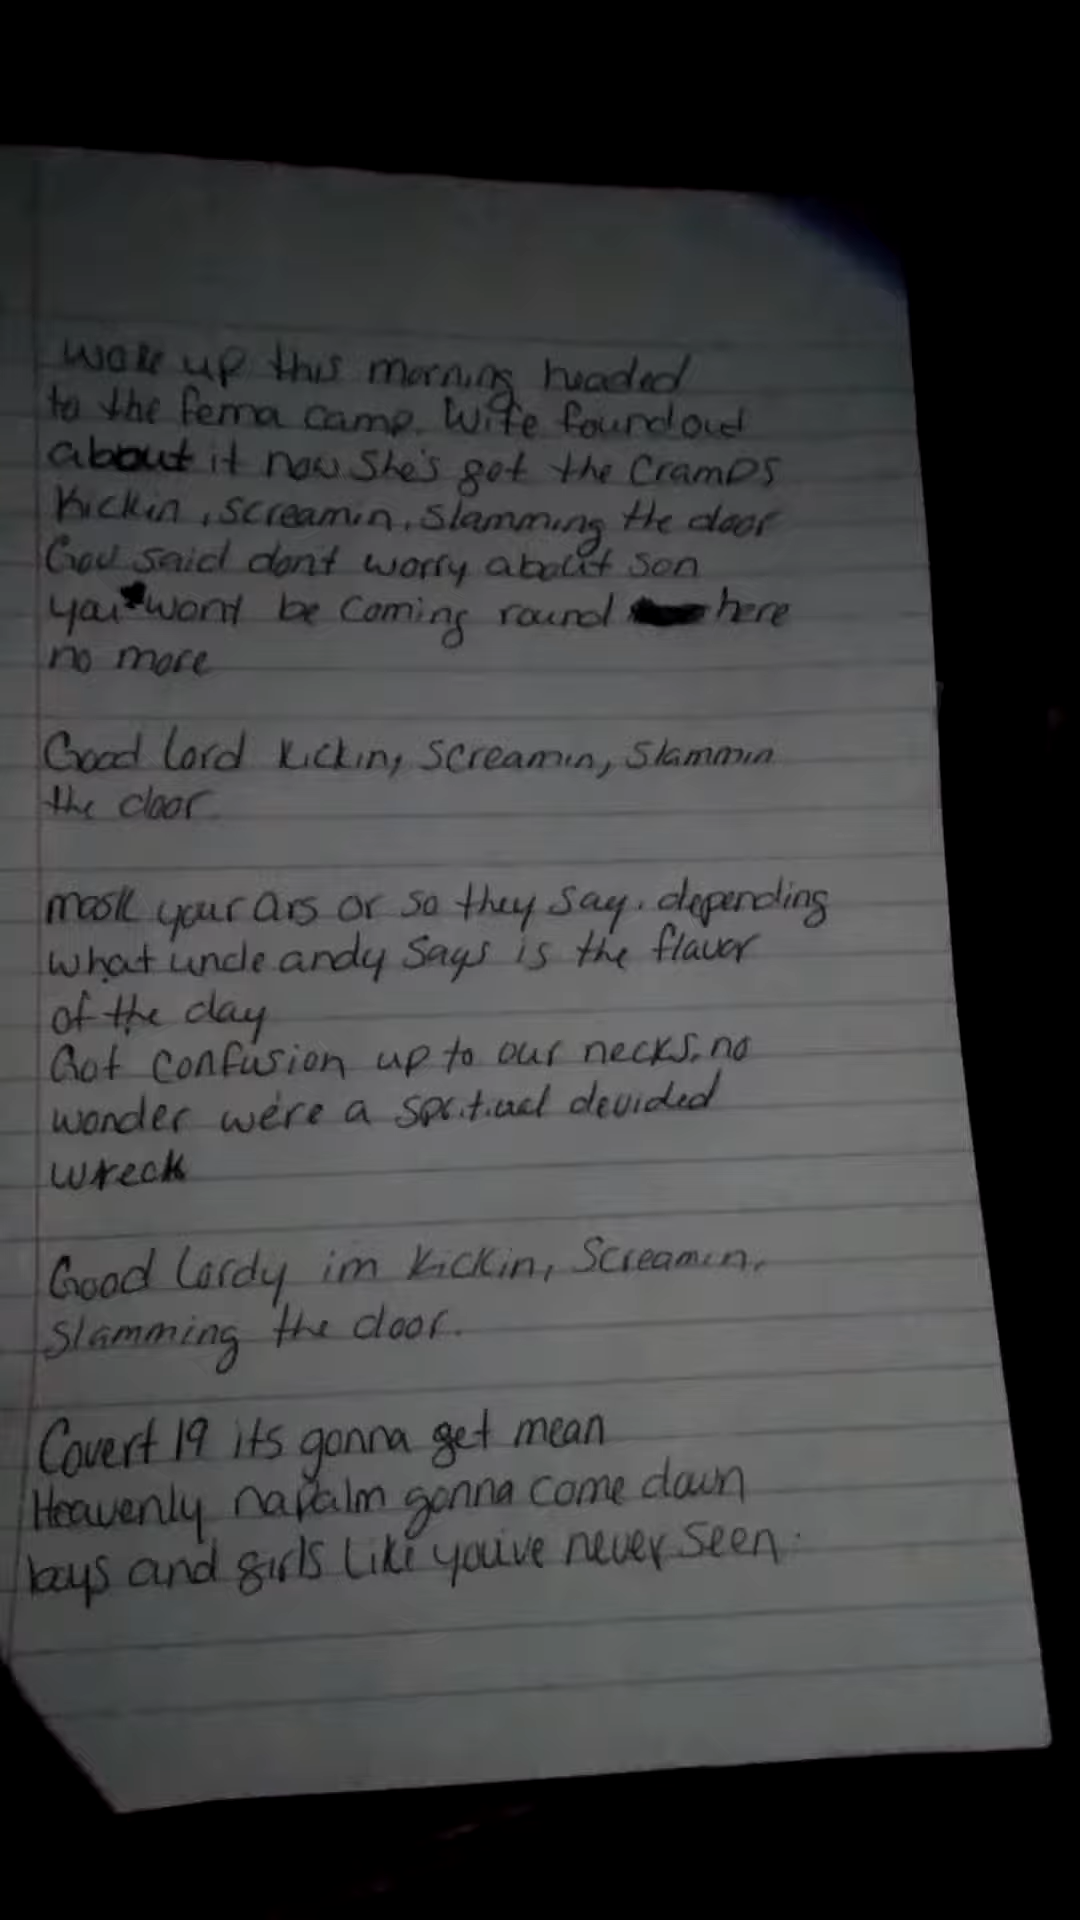 woke up this morning headed
to the fema camp. Wife found out
about it now She's got the Cramps
Kickin, screamin, slamming the door
Gov said dont worry about son
you wont be coming round here
no more
Good lord kickin, screamin, slammin
the door.
mask your ars or so they say. depending
what uncle andy says is the flavor
of the day
Got confusion up to our necks, no
wonder we're a devided
wreck
Good Lordy im kickin, Screamin,
slamming the door.
Covert 19 its gonna get mean
Heavenly napalm gonna come down
boys and girls like you've never seen.